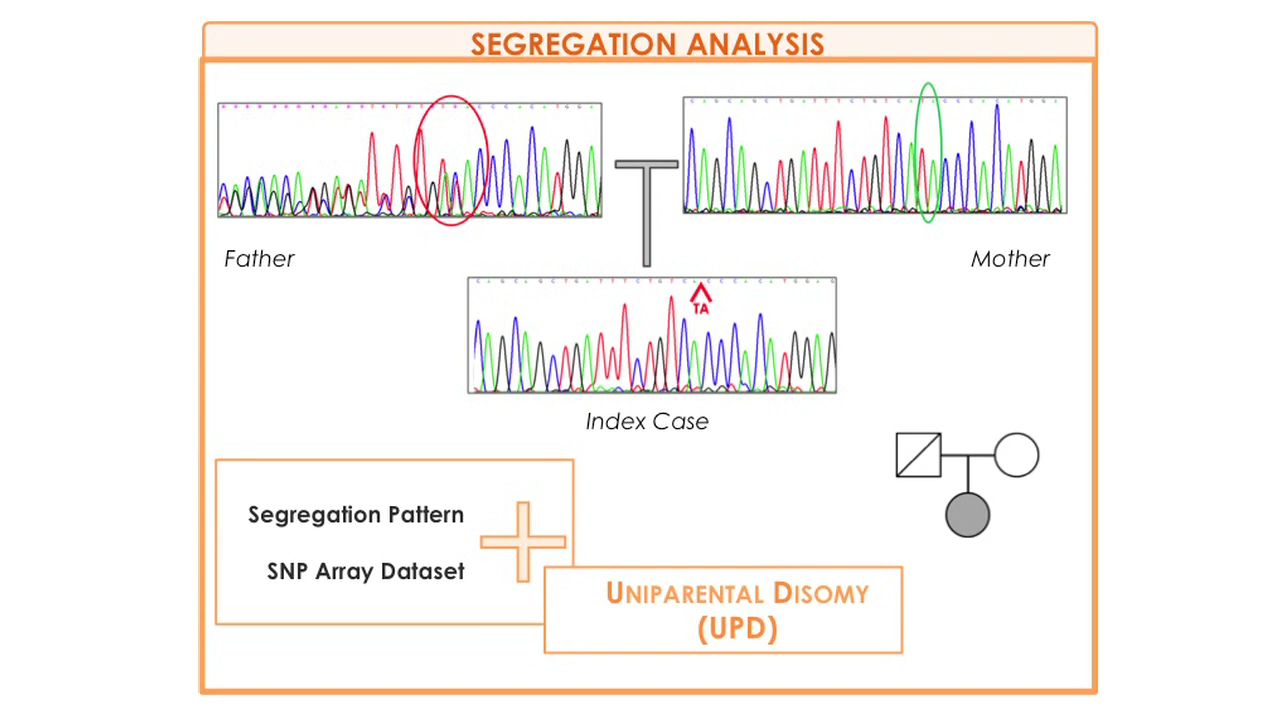 SEGREGATION ANALYSIS
Father
Mother
TA
Index Case
Segregation Pattern
SNP Array Dataset
UNIPARENTAL DISOMY
(UPD)